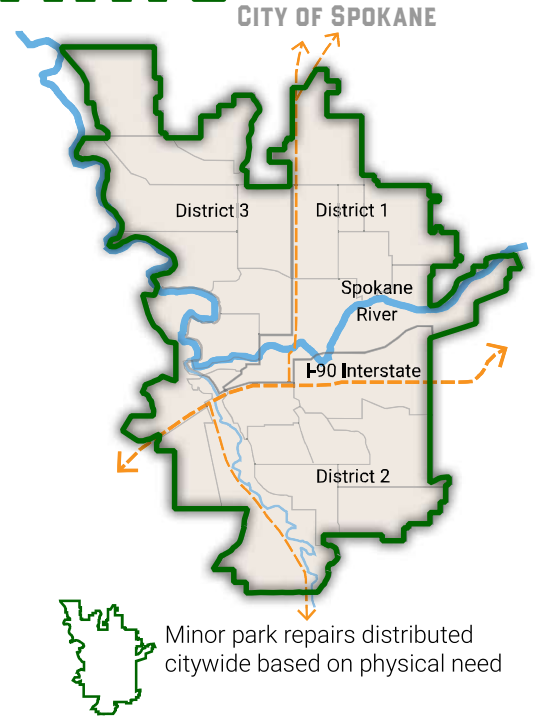 CITY OF SPOKANE
District 3
District 1
Spokane
River
I-90 Interstate
District 2
Minor park repairs distributed
citywide based on physical need